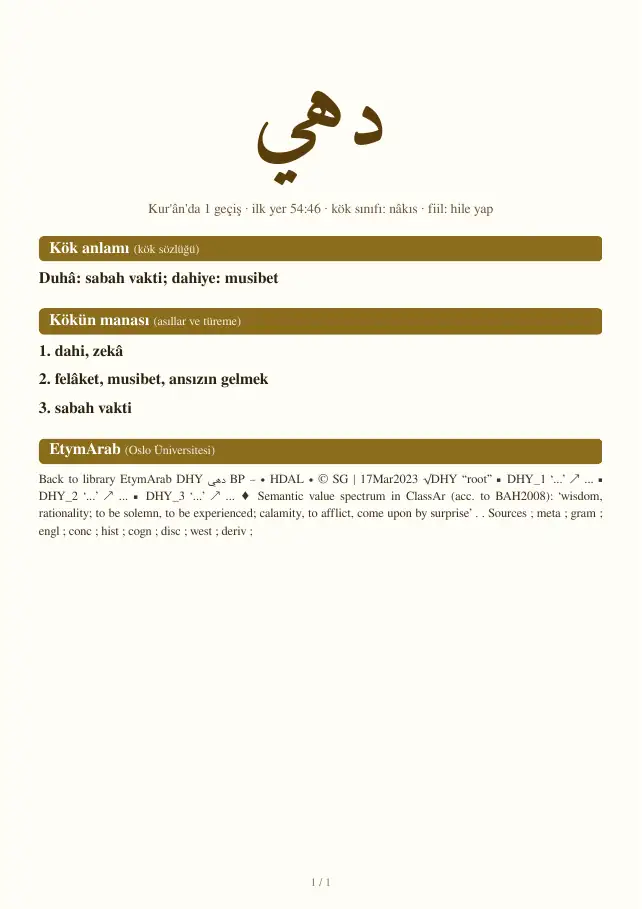 دهي
Kur'ân'da 1 geçiş · ilk yer 54:46 · kök sınıfı: nâkıs · fiil: hile yap
Kök anlamı (kök sözlüğü)
Duhâ: sabah vakti; dahiye: musibet
Kökün manası (asıllar ve türeme)
1. dahi, zekâ
2. felâket, musibet, ansızın gelmek
3. sabah vakti
EtymArab (Oslo Üniversitesi)
Back to library EtymArab DHY دهي BP – • HDAL • © SG | 17Mar2023 √DHY “root” ▪ DHY_1 ‘...’ ↗ ... ▪
DHY_2 ‘...’ ↗ ... ▪ DHY_3 ‘...’ ↗ ... ♦ Semantic value spectrum in ClassAr (acc. to BAH2008): ‘wisdom,
rationality; to be solemn, to be experienced; calamity, to afflict, come upon by surprise’ . . Sources ; meta ; gram ;
engl ; conc ; hist ; cogn ; disc ; west ; deriv ;
1 / 1